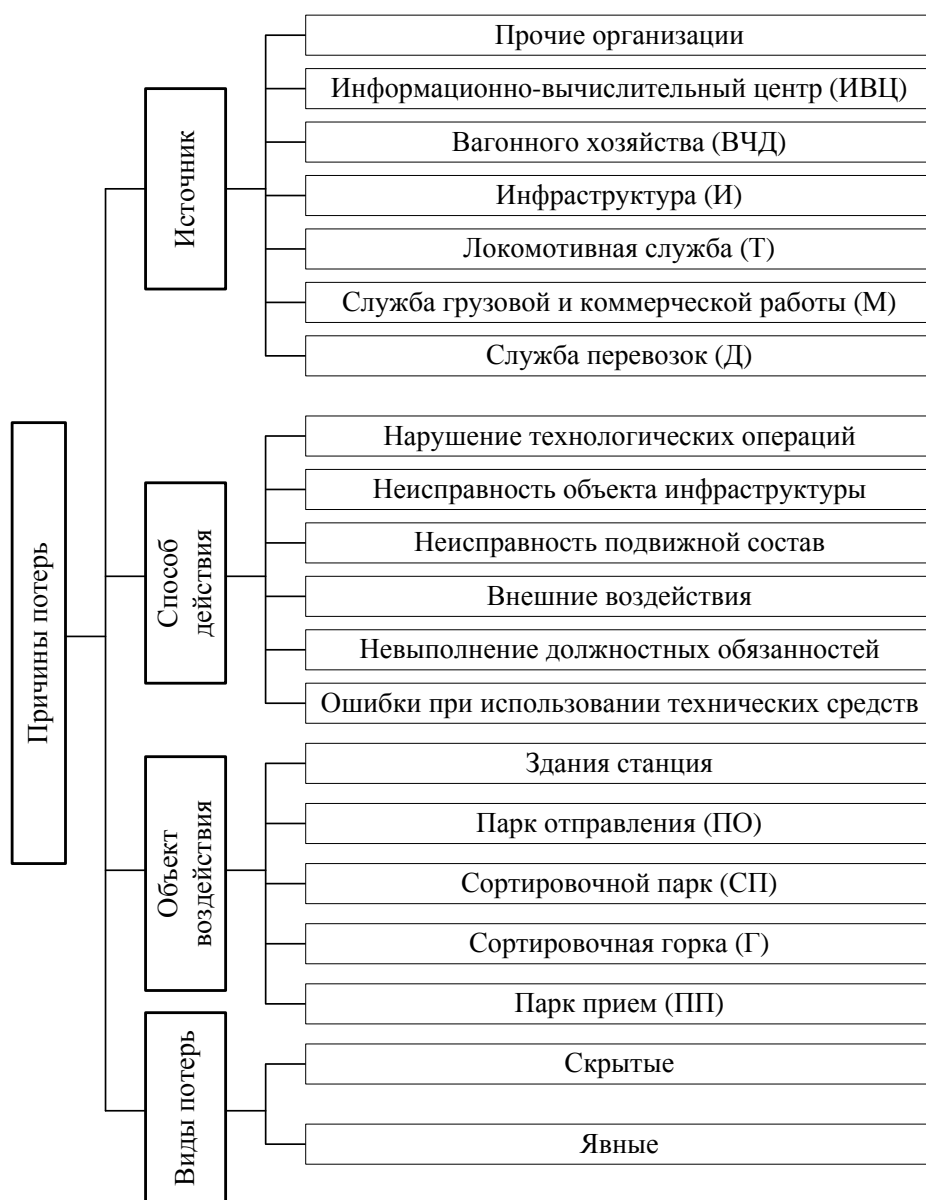 Причины потерь
Источник
Прочие организации
Информационно-вычислительный центр (ИВЦ)
Вагонного хозяйства (ВЧД)
Инфраструктура (И)
Локомотивная служба (Т)
Служба грузовой и коммерческой работы (М)
Служба перевозок (Д)
Способ
действия
Нарушение технологических операций
Неисправность объекта инфраструктуры
Неисправность подвижной состав
Внешние воздействия
Невыполнение должностных обязанностей
Ошибки при использовании технических средств
Объект
воздействия
Здания станция
Парк отправления (ПО)
Сортировочной парк (СП)
Сортировочная горка (Г)
Парк прием (ПП)
Виды потерь
Скрытые
Явные